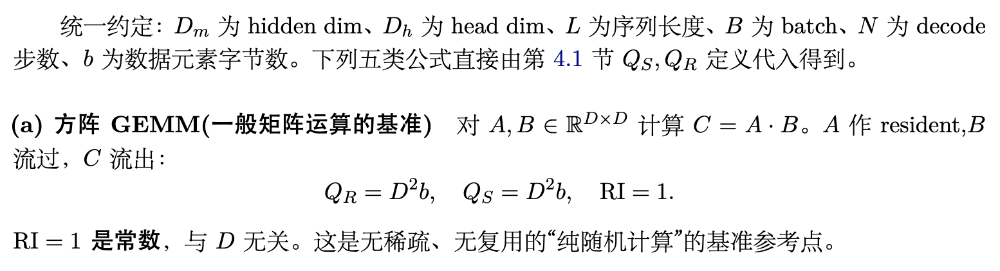 统一约定：Dₘ 为 hidden dim、Dₕ 为 head dim、L 为序列长度、B 为 batch、N 为 decode
步数、b 为数据元素字节数。下列五类公式直接由第 4.1 节 Q_S, Q_R 定义代入得到。
(a) 方阵 GEMM(一般矩阵运算的基准) 对 A, B ∈ ℝ^{D×D} 计算 C = A · B。A 作 resident,B
流过，C 流出：
Q_R = D²b, Q_S = D²b, RI = 1.
RI = 1 是常数，与 D 无关。这是无稀疏、无复用的“纯随机计算”的基准参考点。